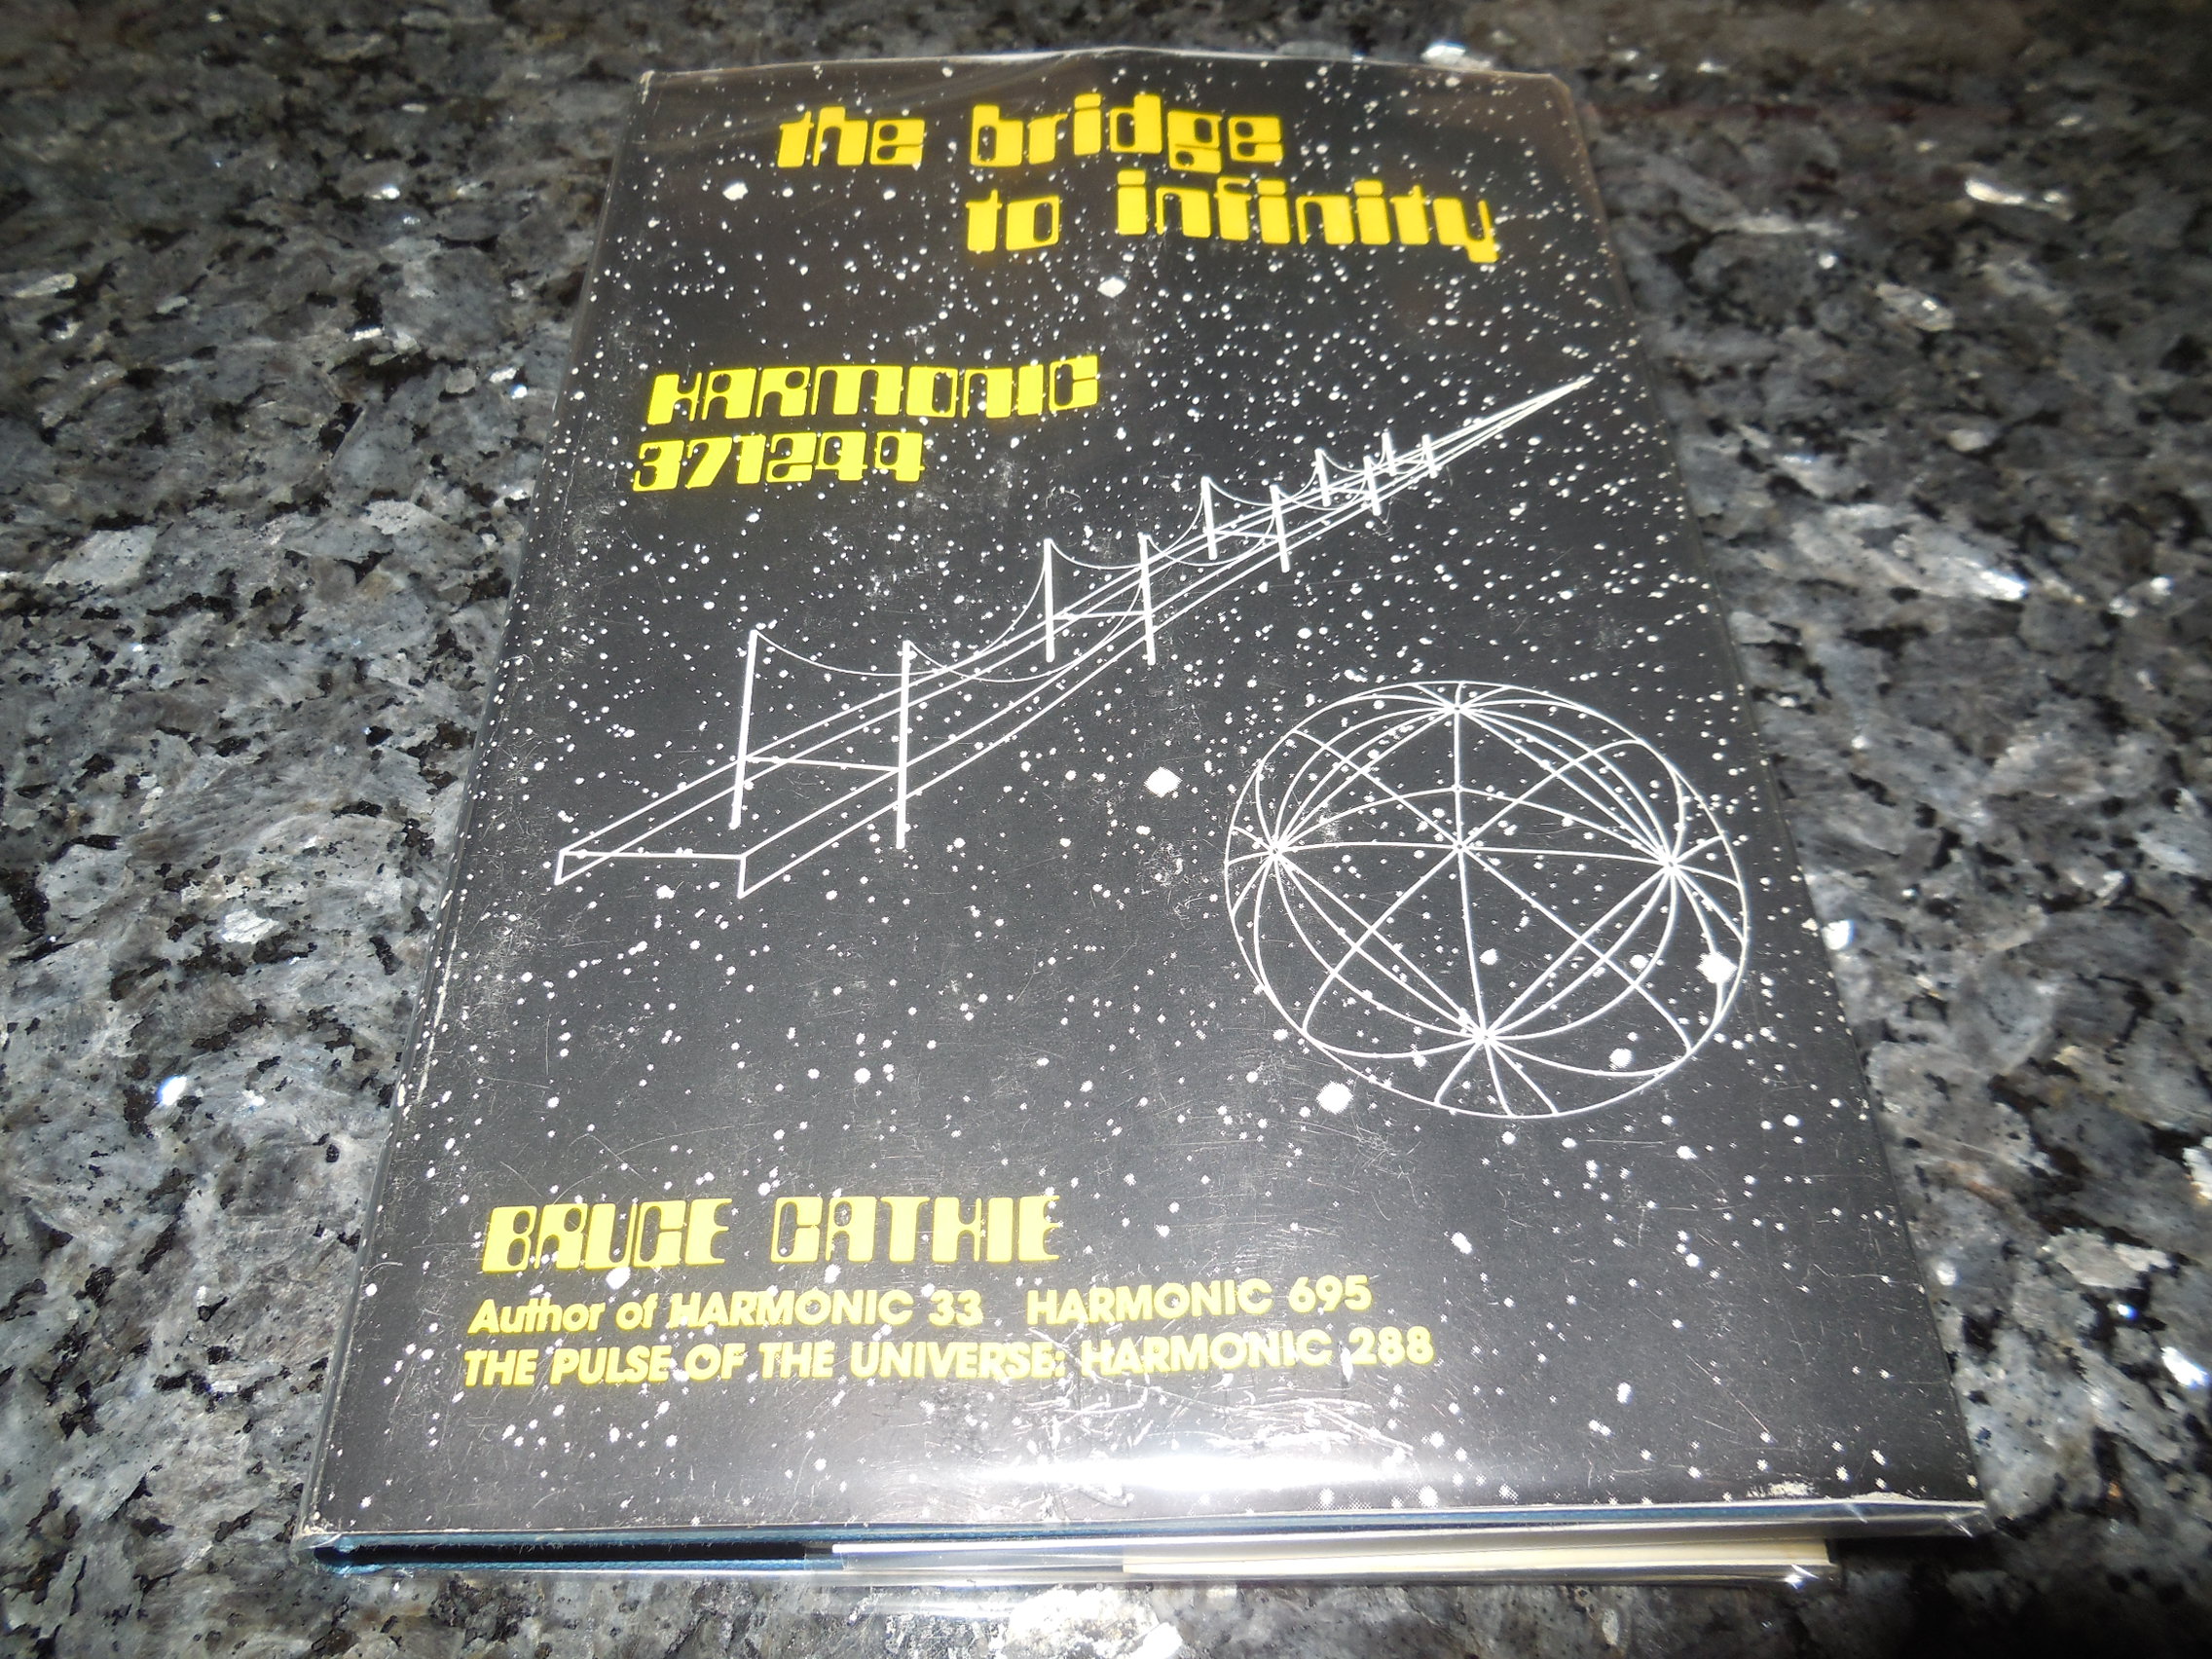 the bridge
to infinity
HARMONIC
371244
BRUCE CATHIE
Author of HARMONIC 33 HARMONIC 695
THE PULSE OF THE UNIVERSE: HARMONIC 288